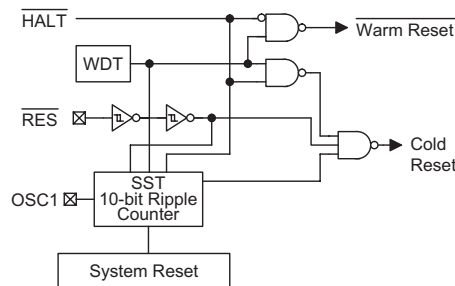 HALT
Warm Reset
WDT
RES
Cold
Reset
SST
10-bit Ripple
Counter
OSC1
System Reset